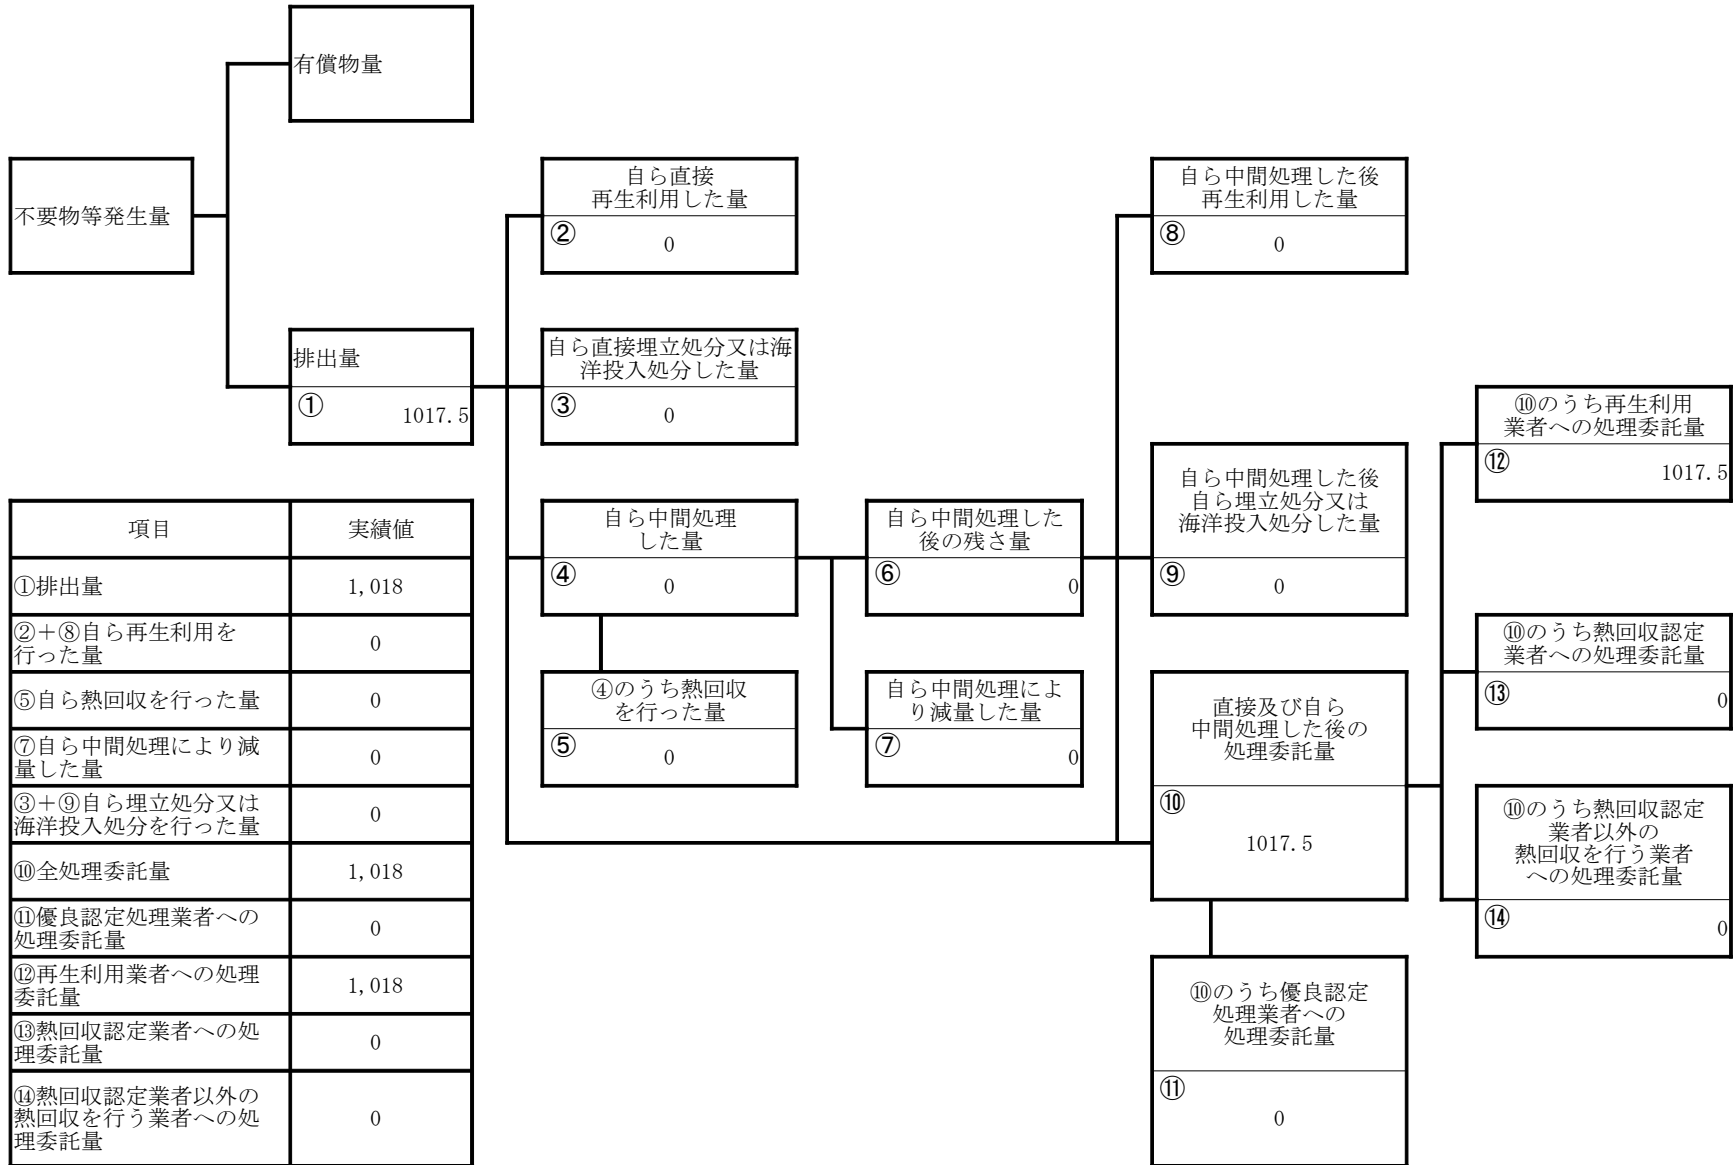 有償物量
不要物等発生量
排出量
①
1017.5
自ら直接
再生利用した量
②
0
自ら直接埋立処分又は海
洋投入処分した量
③
0
自ら中間処理
した量
④
0
④のうち熱回収
を行った量
⑤
0
自ら中間処理した
後の残さ量
⑥
0
自ら中間処理によ
り減量した量
⑦
0
自ら中間処理した後
再生利用した量
⑧
0
自ら中間処理した後
自ら埋立処分又は
海洋投入処分した量
⑨
0
直接及び自ら
中間処理した後の
処理委託量
⑩
1017.5
⑩のうち優良認定
処理業者への
処理委託量
⑪
0
⑩のうち再生利用
業者への処理委託量
⑫
1017.5
⑩のうち熱回収認定
業者への処理委託量
⑬
0
⑩のうち熱回収認定
業者以外の
熱回収を行う業者
への処理委託量
⑭
0
項目 実績値
①排出量 1,018
②＋⑧自ら再生利用を
行った量 0
⑤自ら熱回収を行った量 0
⑦自ら中間処理により減
量した量 0
③＋⑨自ら埋立処分又は
海洋投入処分を行った量 0
⑩全処理委託量 1,018
⑪優良認定処理業者への
処理委託量 0
⑫再生利用業者への処理
委託量 1,018
⑬熱回収認定業者への処
理委託量 0
⑭熱回収認定業者以外の
熱回収を行う業者への処
理委託量 0